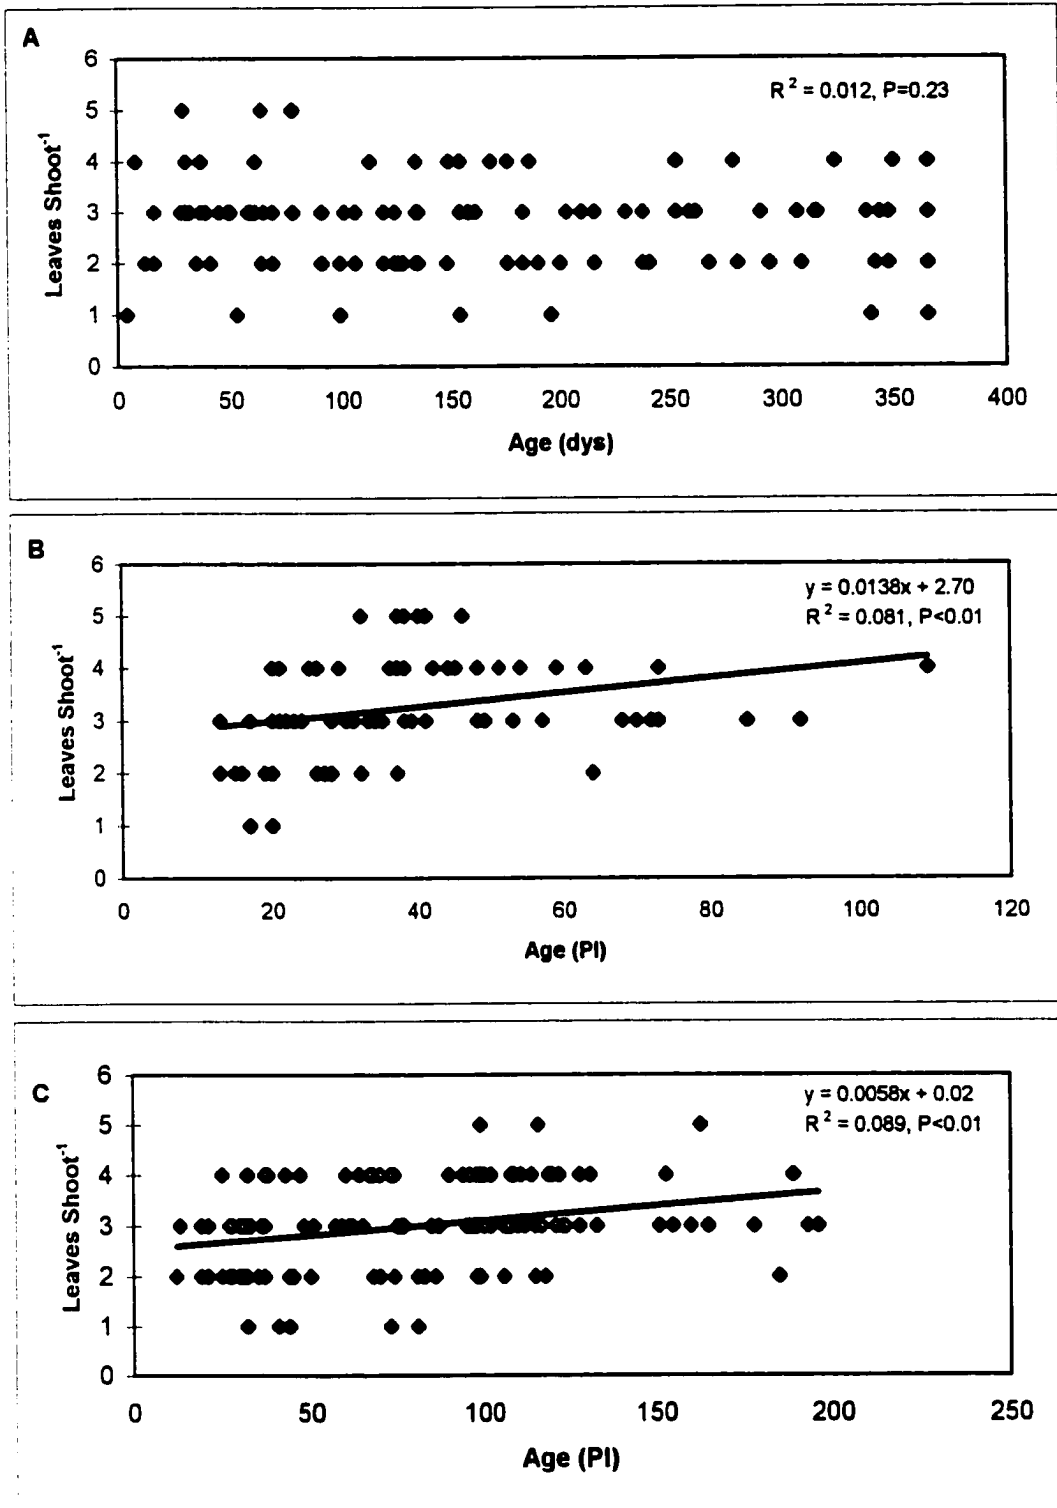 A
6
5
4
3
2
1
0
Leaves Shoot-1
R 2 = 0.012, P=0.23
0 50 100 150 200 250 300 350 400
Age (dys)
B
6
5
4
3
2
1
0
Leaves Shoot-1
y = 0.0138x + 2.70
R 2 = 0.081, P<0.01
0 20 40 60 80 100 120
Age (PI)
C
6
5
4
3
2
1
0
Leaves Shoot-1
y = 0.0058x + 0.02
R 2 = 0.089, P<0.01
0 50 100 150 200 250
Age (PI)